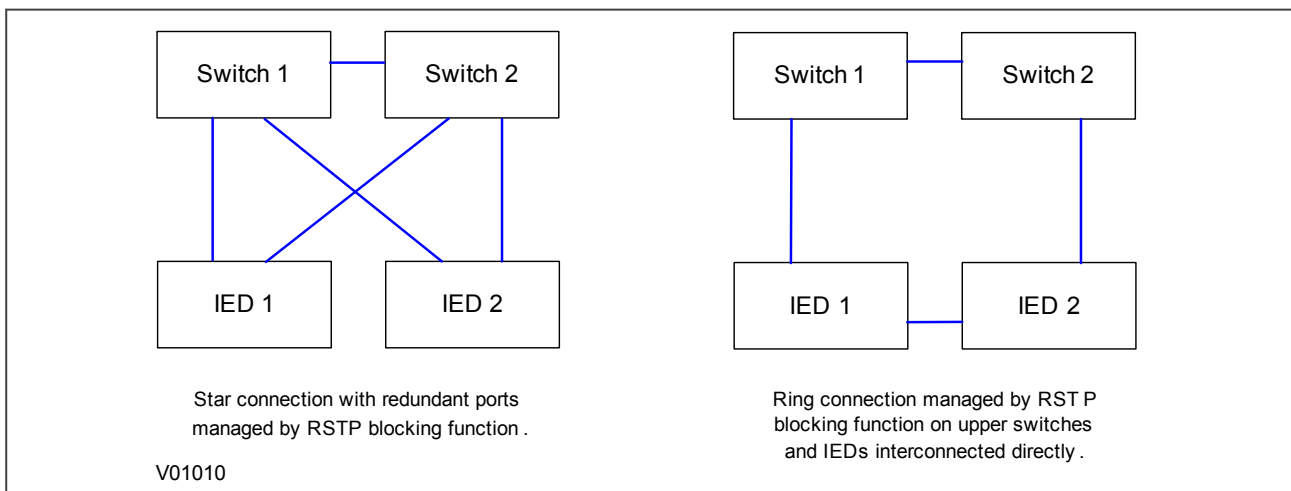 Switch 1
Switch 2
IED 1
IED 2
Star connection with redundant ports
managed by RSTP blocking function .
V01010
Switch 1
Switch 2
IED 1
IED 2
Ring connection managed by RST P
blocking function on upper switches
and IEDs interconnected directly .